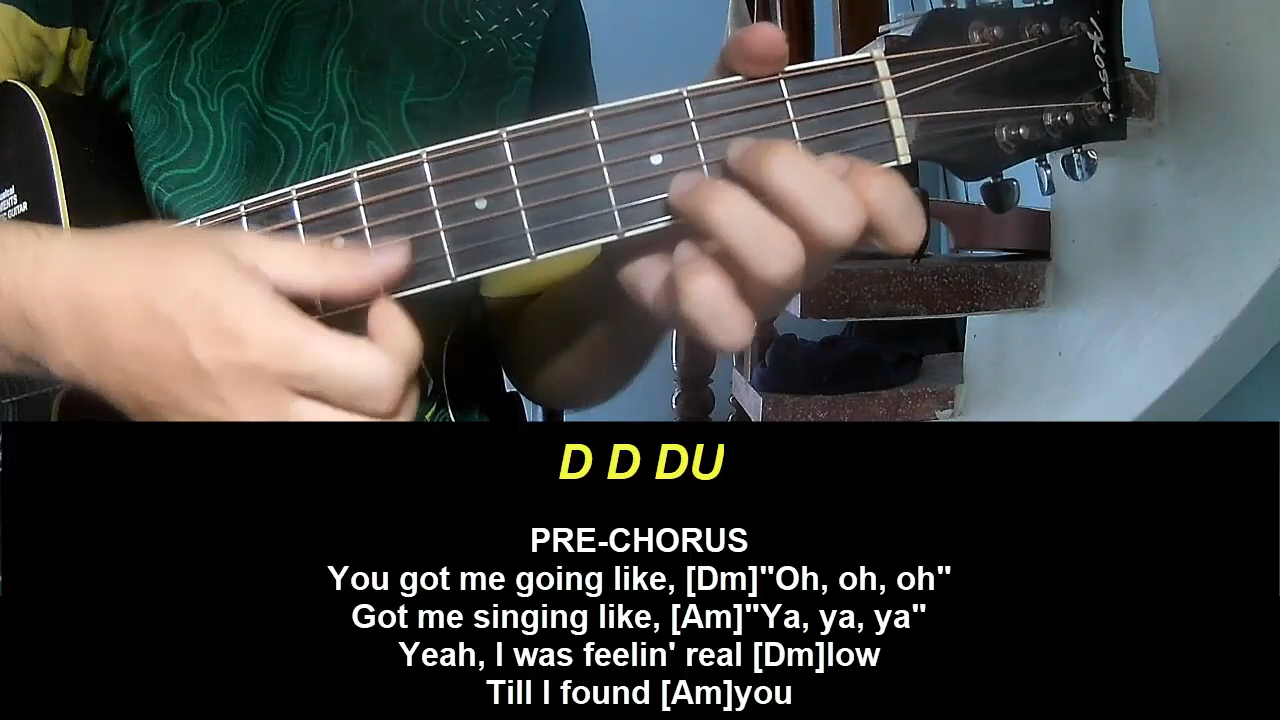 D D DU
PRE-CHORUS
You got me going like, [Dm]"Oh, oh, oh"
Got me singing like, [Am]"Ya, ya, ya"
Yeah, I was feelin' real [Dm]low
Till I found [Am]you